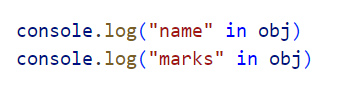 console.log("name" in obj)
console.log("marks" in obj)